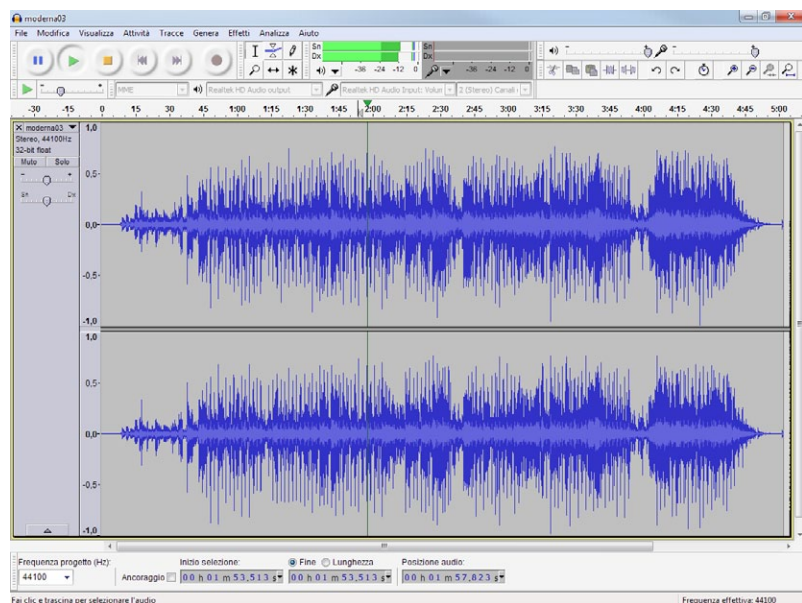 moderna03
File Modifica Visualizza Attività Tracce Genera Effetti Analizza Aiuto
Sn
Dx
-36 -24 -12 0
Sn
Dx
-36 -24 -12 0
MME
Realtek HD Audio output
Realtek HD Audio Input: Volum
2 (Stereo) Canali
-30 -15 0 15 30 45 1:00 1:15 1:30 1:45 2:00 2:15 2:30 2:45 3:00 3:15 3:30 3:45 4:00 4:15 4:30 4:45 5:00
moderna03
Stereo, 44100Hz
32-bit float
Muto Solo
- +
Sn Dx
1,0
0,5-
0,0-
-0,5-
-1,0
1,0
0,5-
0,0-
-0,5-
-1,0
Frequenza progetto (Hz):
Inizio selezione:
Fine
Lunghezza
Posizione audio:
44100
Ancoraggio
00 h 01 m 53,513 s
00 h 01 m 53,513 s
00 h 01 m 57,823 s
Fai clic e trascina per selezionare l'audio
Frequenza effettiva: 44100